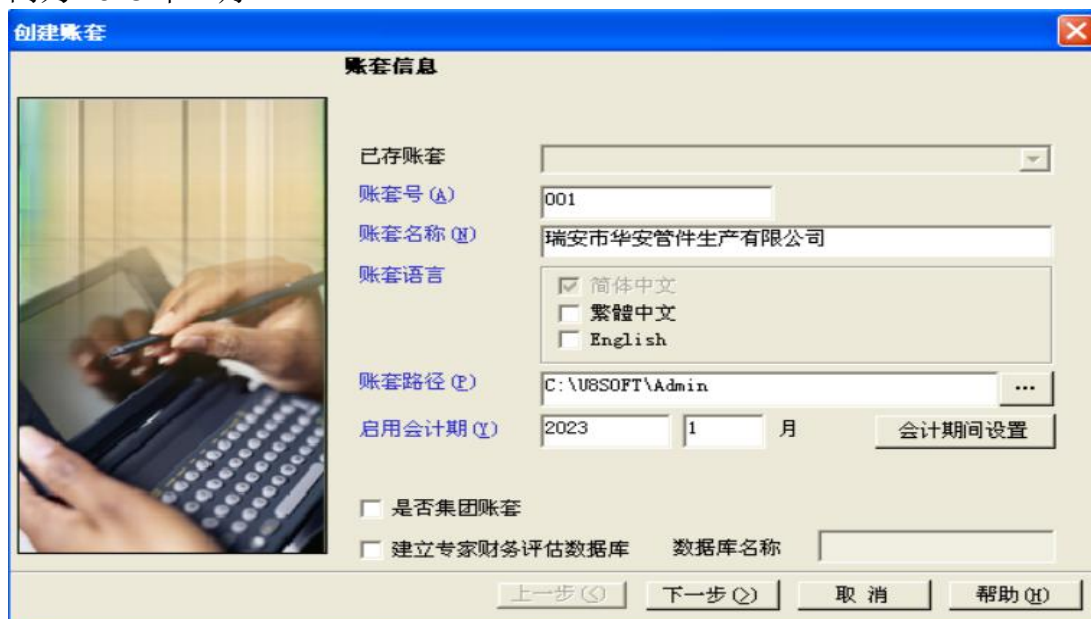 创建账套
账套信息
已存账套
账套号(A) 001
账套名称(N) 瑞安市华安管件生产有限公司
账套语言 简体中文
繁體中文
English
账套路径(P) C:\U8SOFT\Admin ...
启用会计期(Y) 2023 1 月 会计期间设置
是否集团账套
建立专家财务评估数据库 数据库名称
上一步(<) 下一步(>) 取 消 帮助(H)